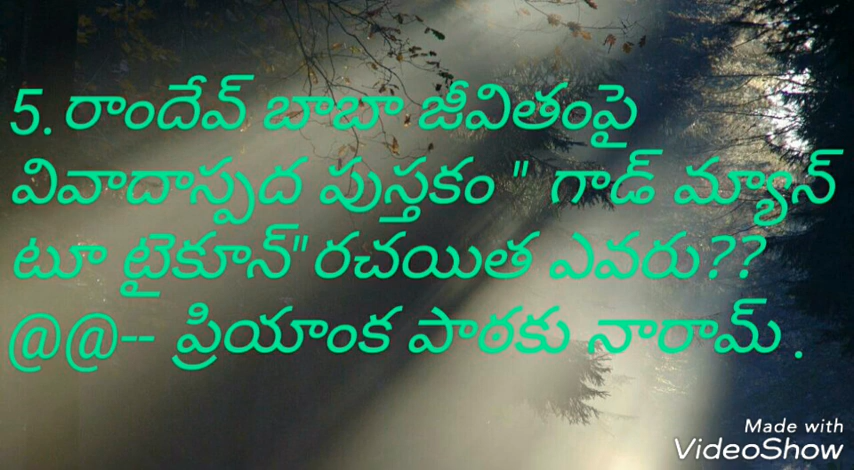 5. రాందేవ్ బాబా జీవితంపై
వివాదాస్పద పుస్తకం " గాడ్ మ్యాన్
టూ టైకూన్"రచయిత ఎవరు??
@@-- ప్రియాంక పాఠకు నారామ్ .
Made with
VideoShow